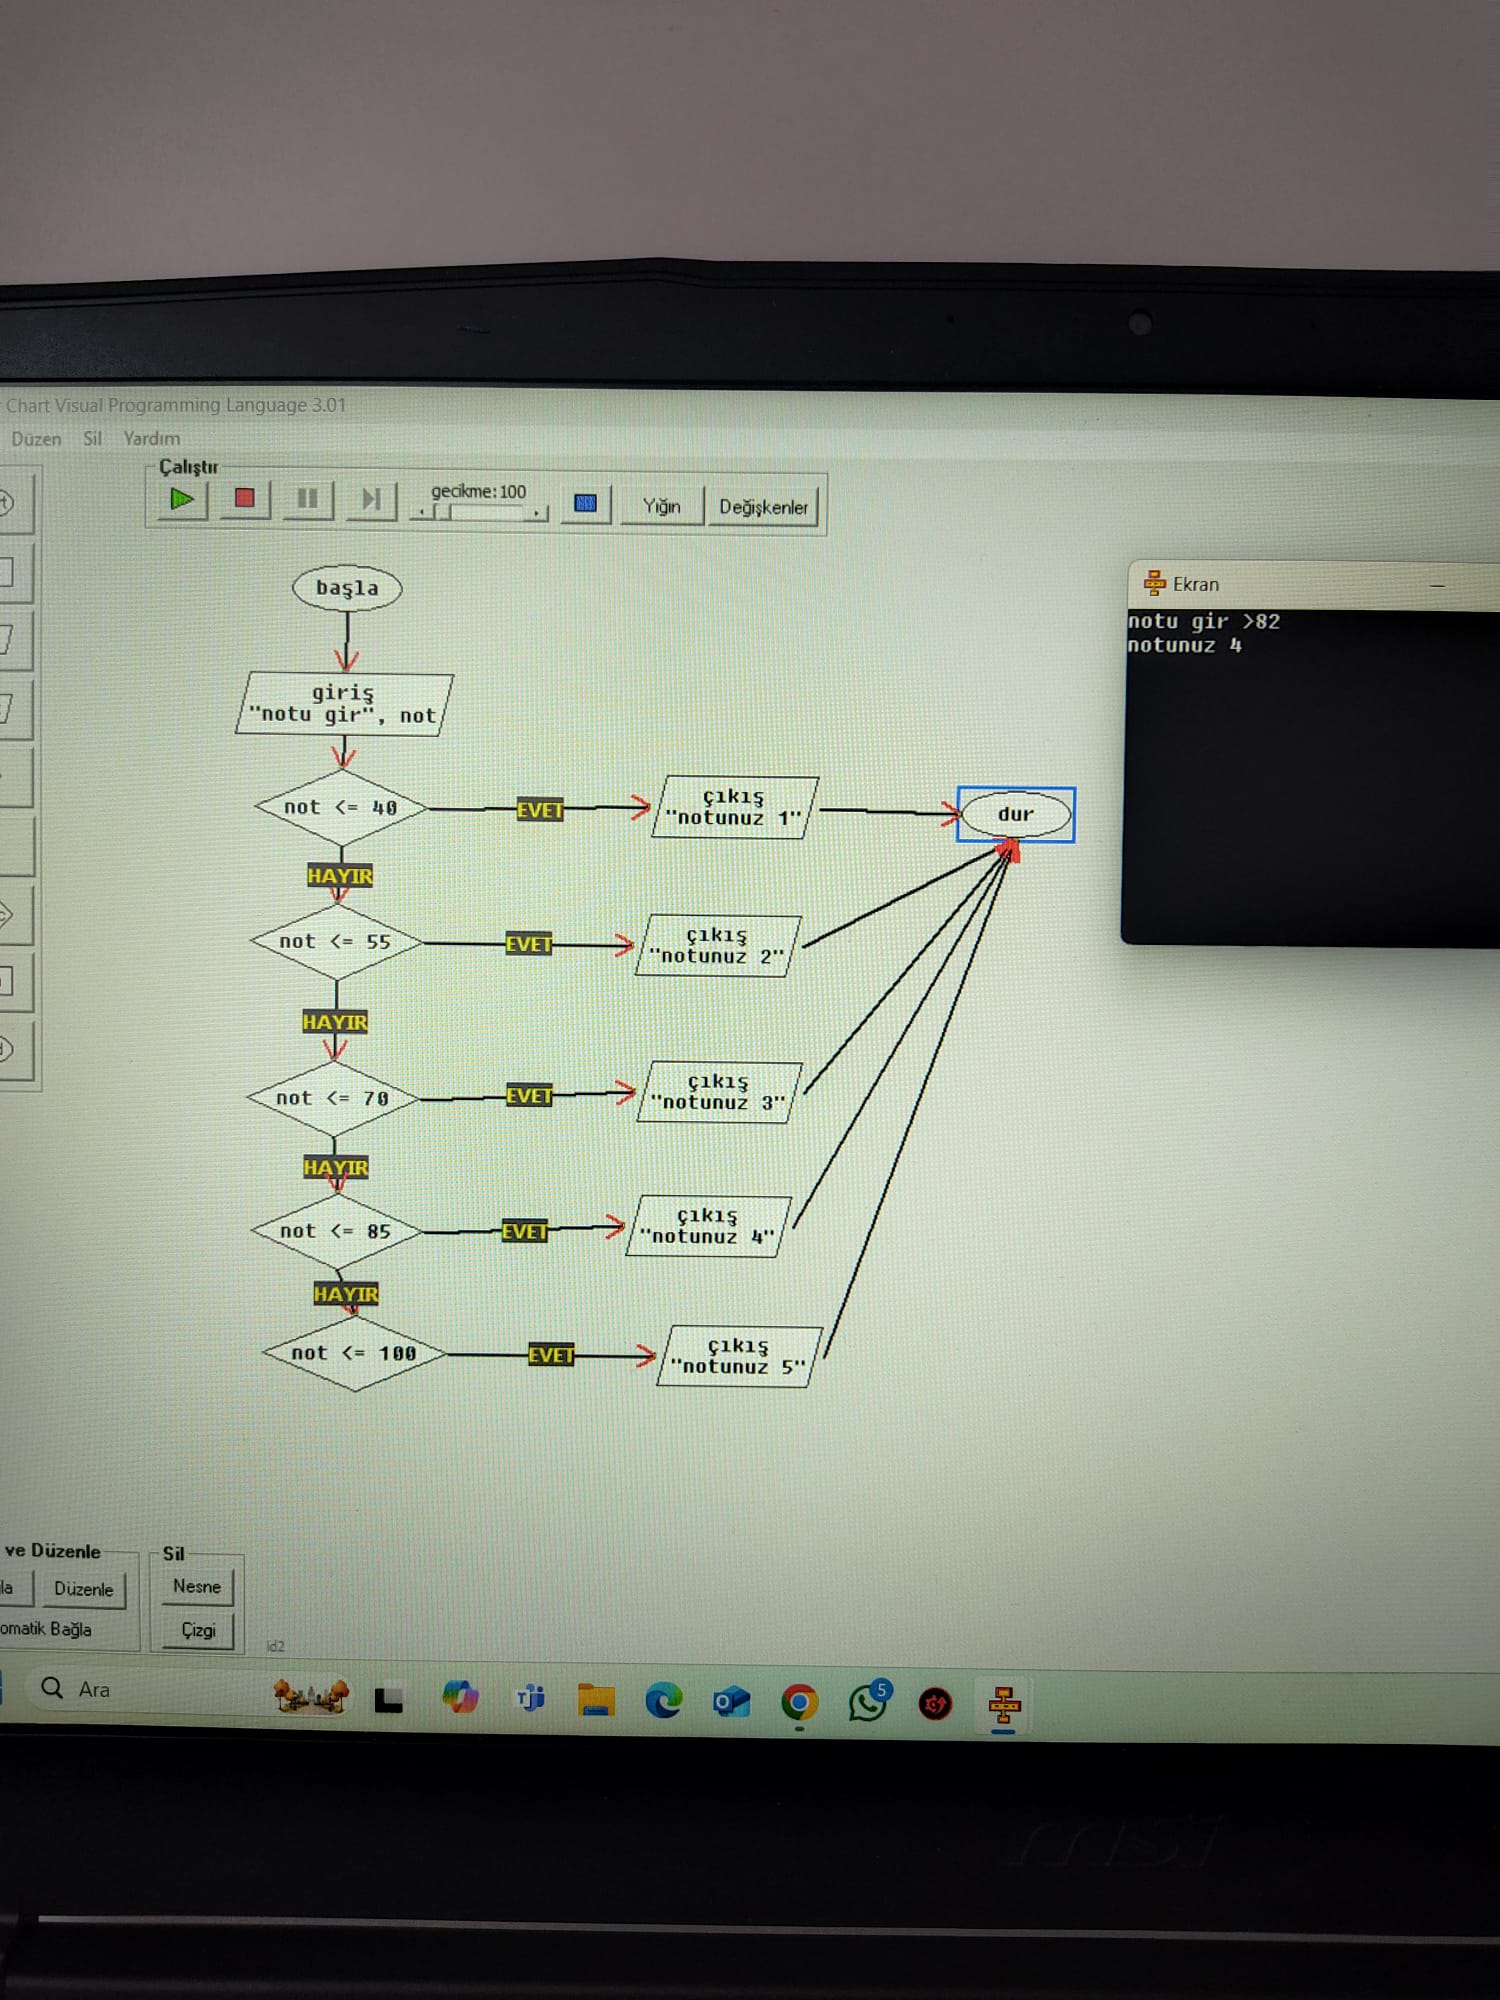 Chart Visual Programming Language 3.01
Düzen Sil Yardım
Çalıştır
gecikme:100
Yığın
Değişkenler
başla
giriş
"notu gir", not
not <= 40
EVET
çıkış
"notunuz 1"
dur
HAYIR
not <= 55
EVET
çıkış
"notunuz 2"
HAYIR
not <= 70
EVET
çıkış
"notunuz 3"
HAYIR
not <= 85
EVET
çıkış
"notunuz 4"
HAYIR
not <= 100
EVET
çıkış
"notunuz 5"
Ekran
notu gir >82
notunuz 4
ve Düzenle
la
Düzenle
omatik Bağla
Sil
Nesne
Çizgi
id2
Ara
5
msi